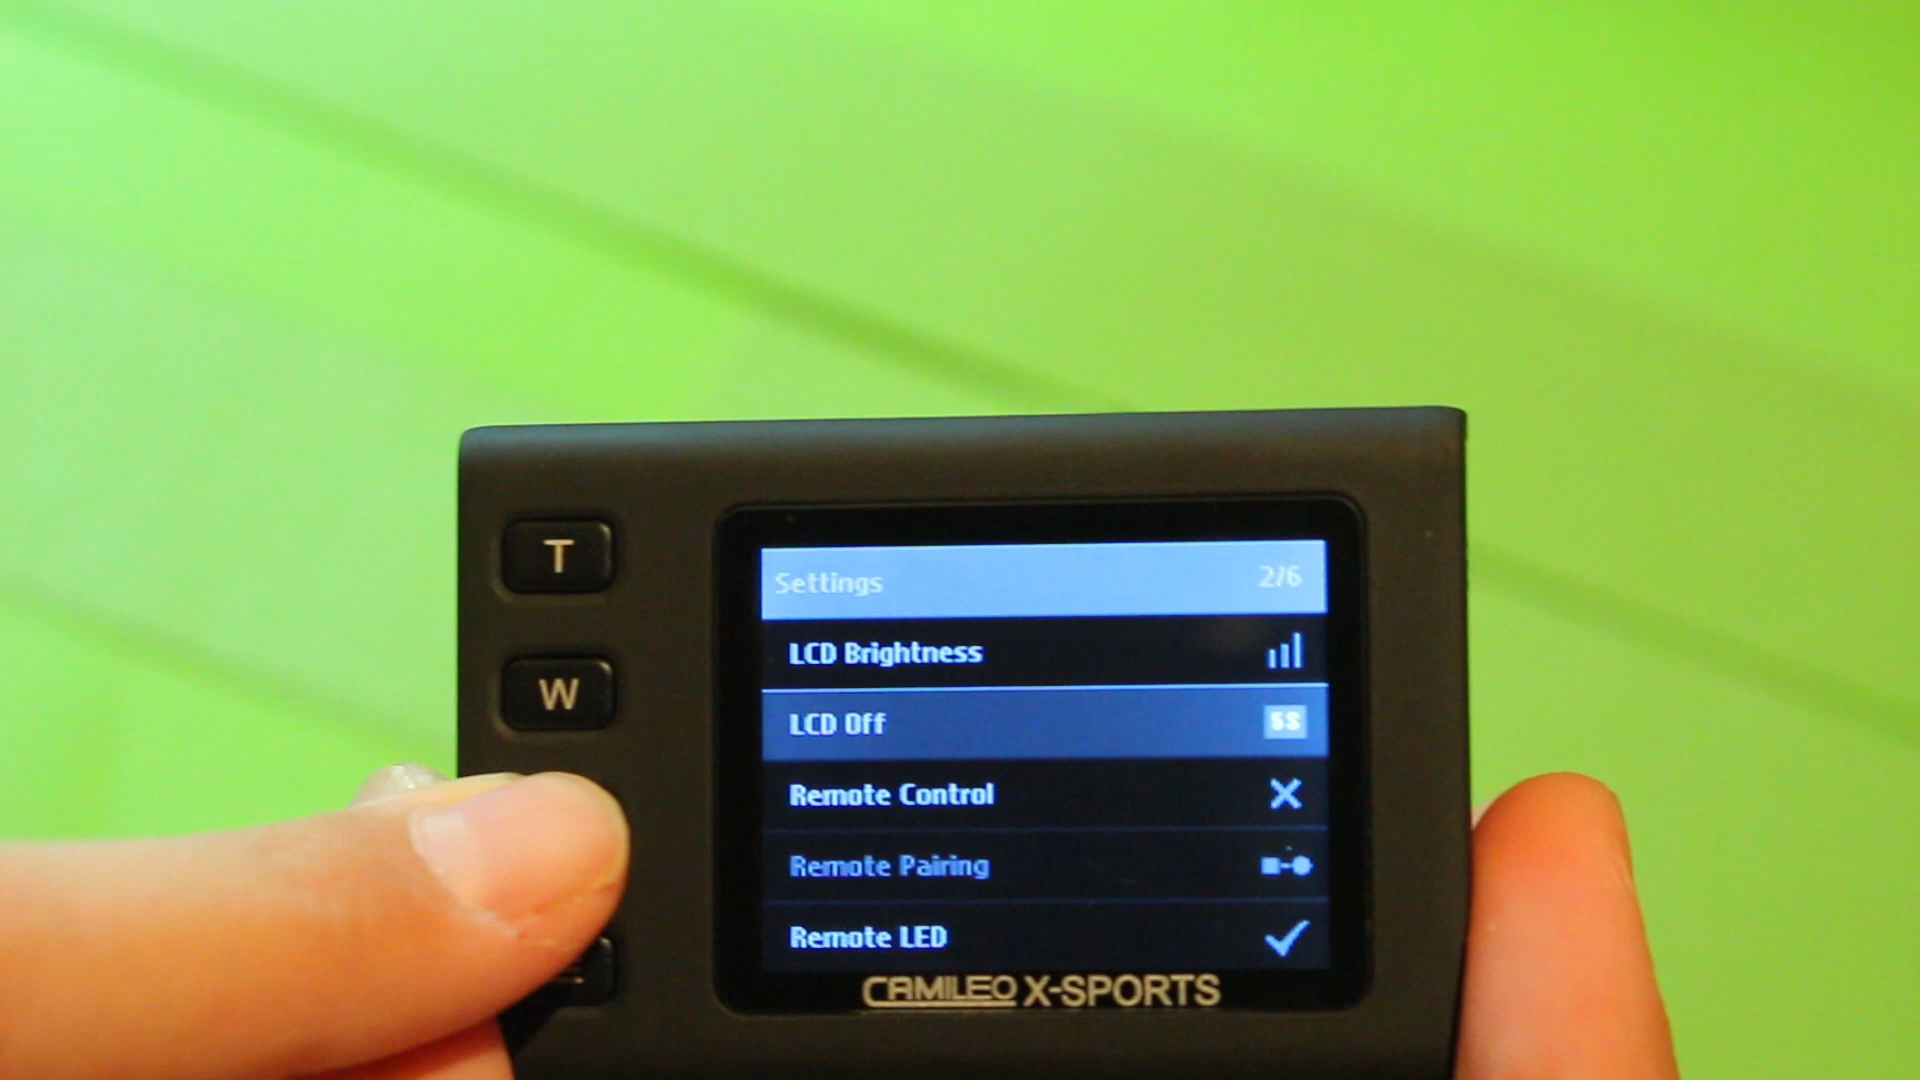 T
W
Settings 2/6
LCD Brightness
LCD Off 5S
Remote Control
Remote Pairing
Remote LED
CAMILEO X-SPORTS